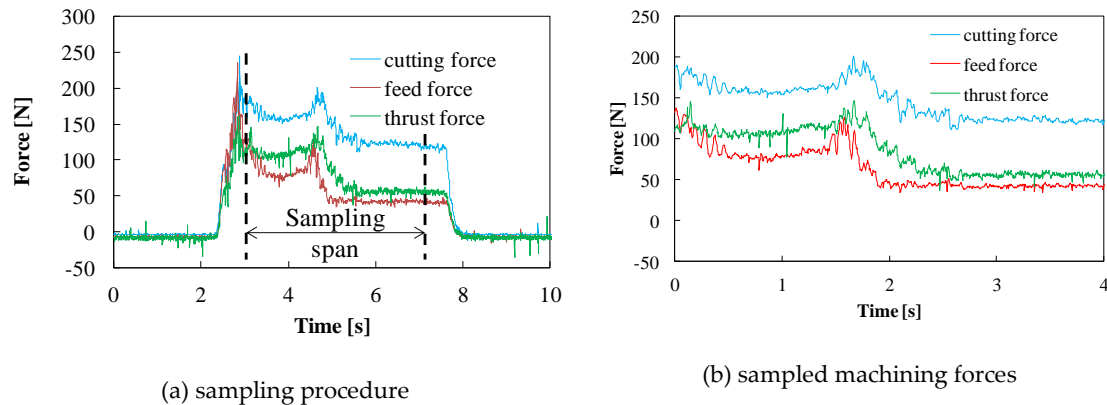 300
250
200
150
100
50
0
-50
Force [N]
cutting force
feed force
thrust force
Sampling
span
0 2 4 6 8 10
Time [s]
(a) sampling procedure
250
200
150
100
50
0
-50
Force [N]
cutting force
feed force
thrust force
0 1 2 3 4
Time [s]
(b) sampled machining forces